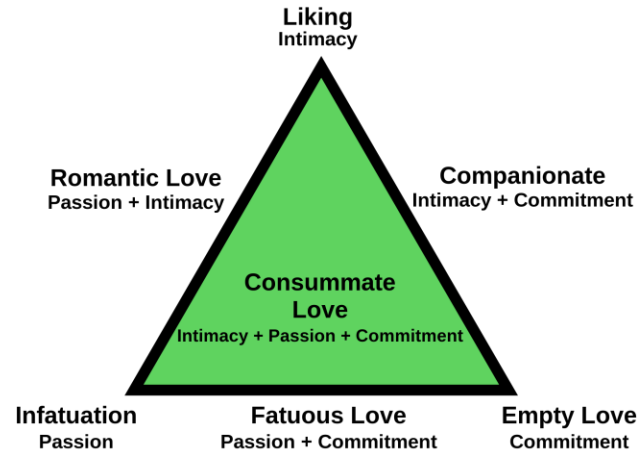 Liking
Intimacy
Romantic Love
Passion + Intimacy
Companionate
Intimacy + Commitment
Consummate
Love
Intimacy + Passion + Commitment
Infatuation
Passion
Fatuous Love
Passion + Commitment
Empty Love
Commitment